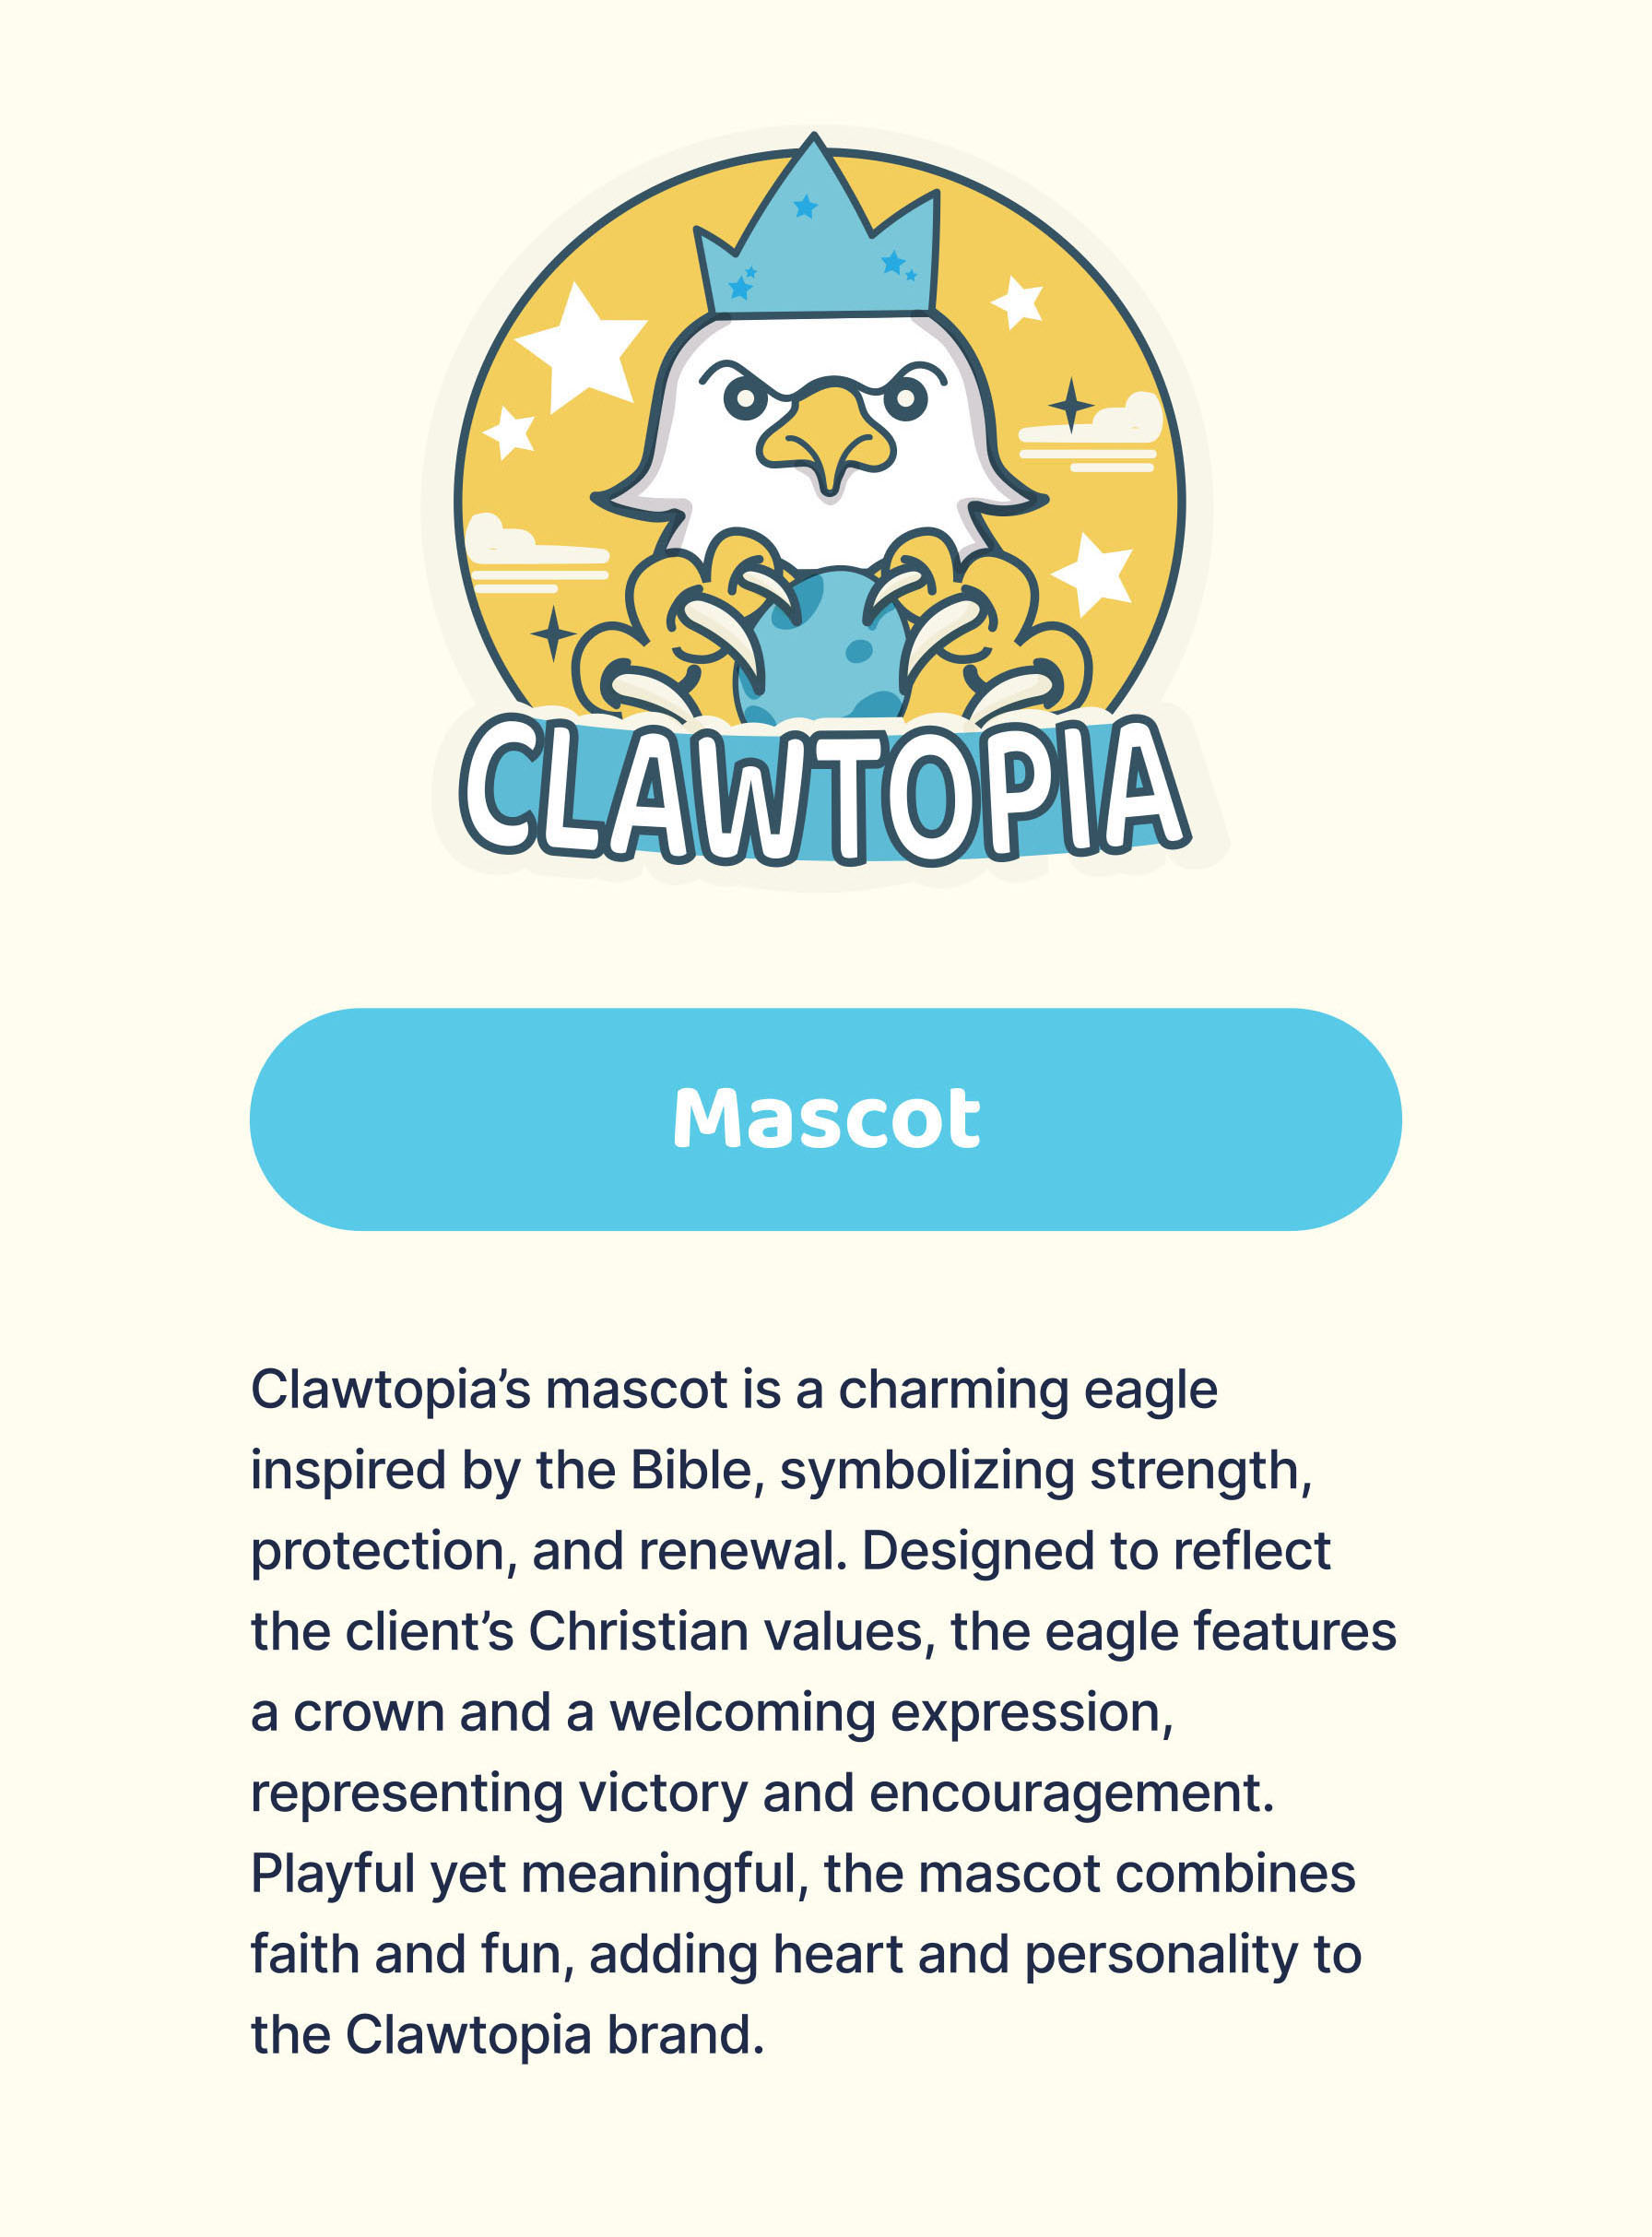 CLAWTOPIA
Mascot
Clawtopia’s mascot is a charming eagle
inspired by the Bible, symbolizing strength,
protection, and renewal. Designed to reflect
the client’s Christian values, the eagle features
a crown and a welcoming expression,
representing victory and encouragement.
Playful yet meaningful, the mascot combines
faith and fun, adding heart and personality to
the Clawtopia brand.